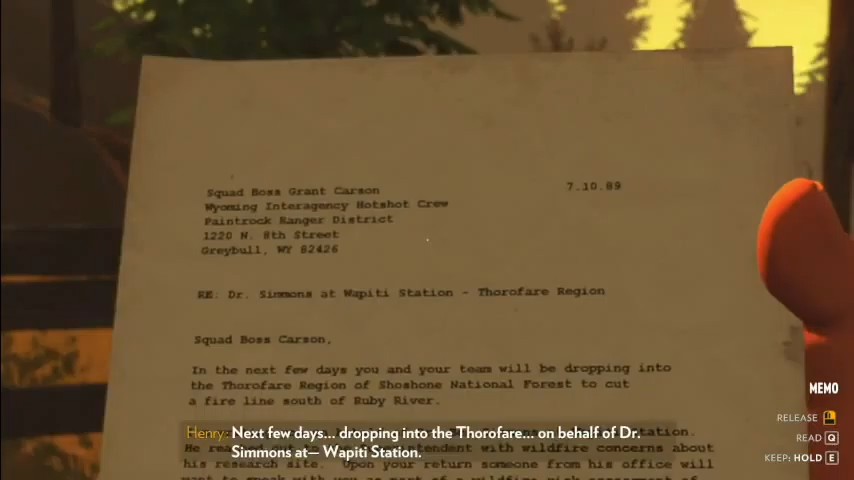 7.10.89
Squad Boss Grant Carson
Wyoming Interagency Hotshot Crew
Paintrock Ranger District
1220 N. 8th Street
Greybull, WY 82426
RE: Dr. Simmons at Wapiti Station - Thorofare Region
Squad Boss Carson,
In the next few days you and your team will be dropping into
the Thorofare Region of Shoshone National Forest to cut
a fire line south of Ruby River.
Station.
He with wildfire concerns about
his research site. Upon your return someone from his office will
Henry: Next few days... dropping into the Thorofare... on behalf of Dr.
Simmons at— Wapiti Station.
MEMO
RELEASE
READ Q
KEEP: HOLD E